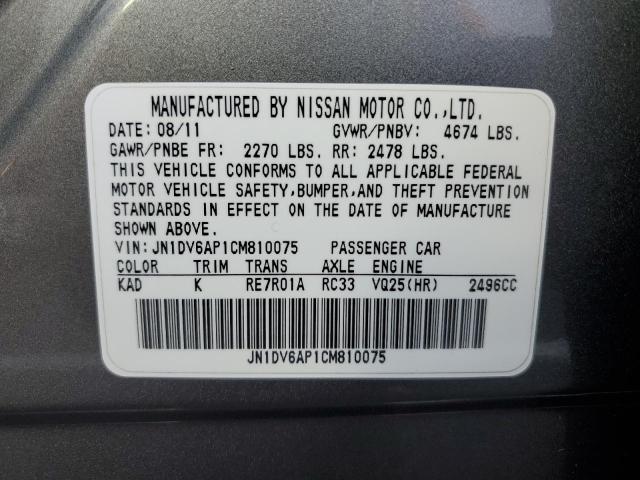 MANUFACTURED BY NISSAN MOTOR CO.,LTD.
DATE: 08/11 GVWR/PNBV: 4674 LBS.
GAWR/PNBE FR: 2270 LBS. RR: 2478 LBS.
THIS VEHICLE CONFORMS TO ALL APPLICABLE FEDERAL
MOTOR VEHICLE SAFETY,BUMPER,AND THEFT PREVENTION
STANDARDS IN EFFECT ON THE DATE OF MANUFACTURE
SHOWN ABOVE.
VIN:JN1DV6AP1CM810075 PASSENGER CAR
COLOR TRIM TRANS AXLE ENGINE
KAD K RE7R01A RC33 VQ25(HR) 2496CC
JN1DV6AP1CM810075